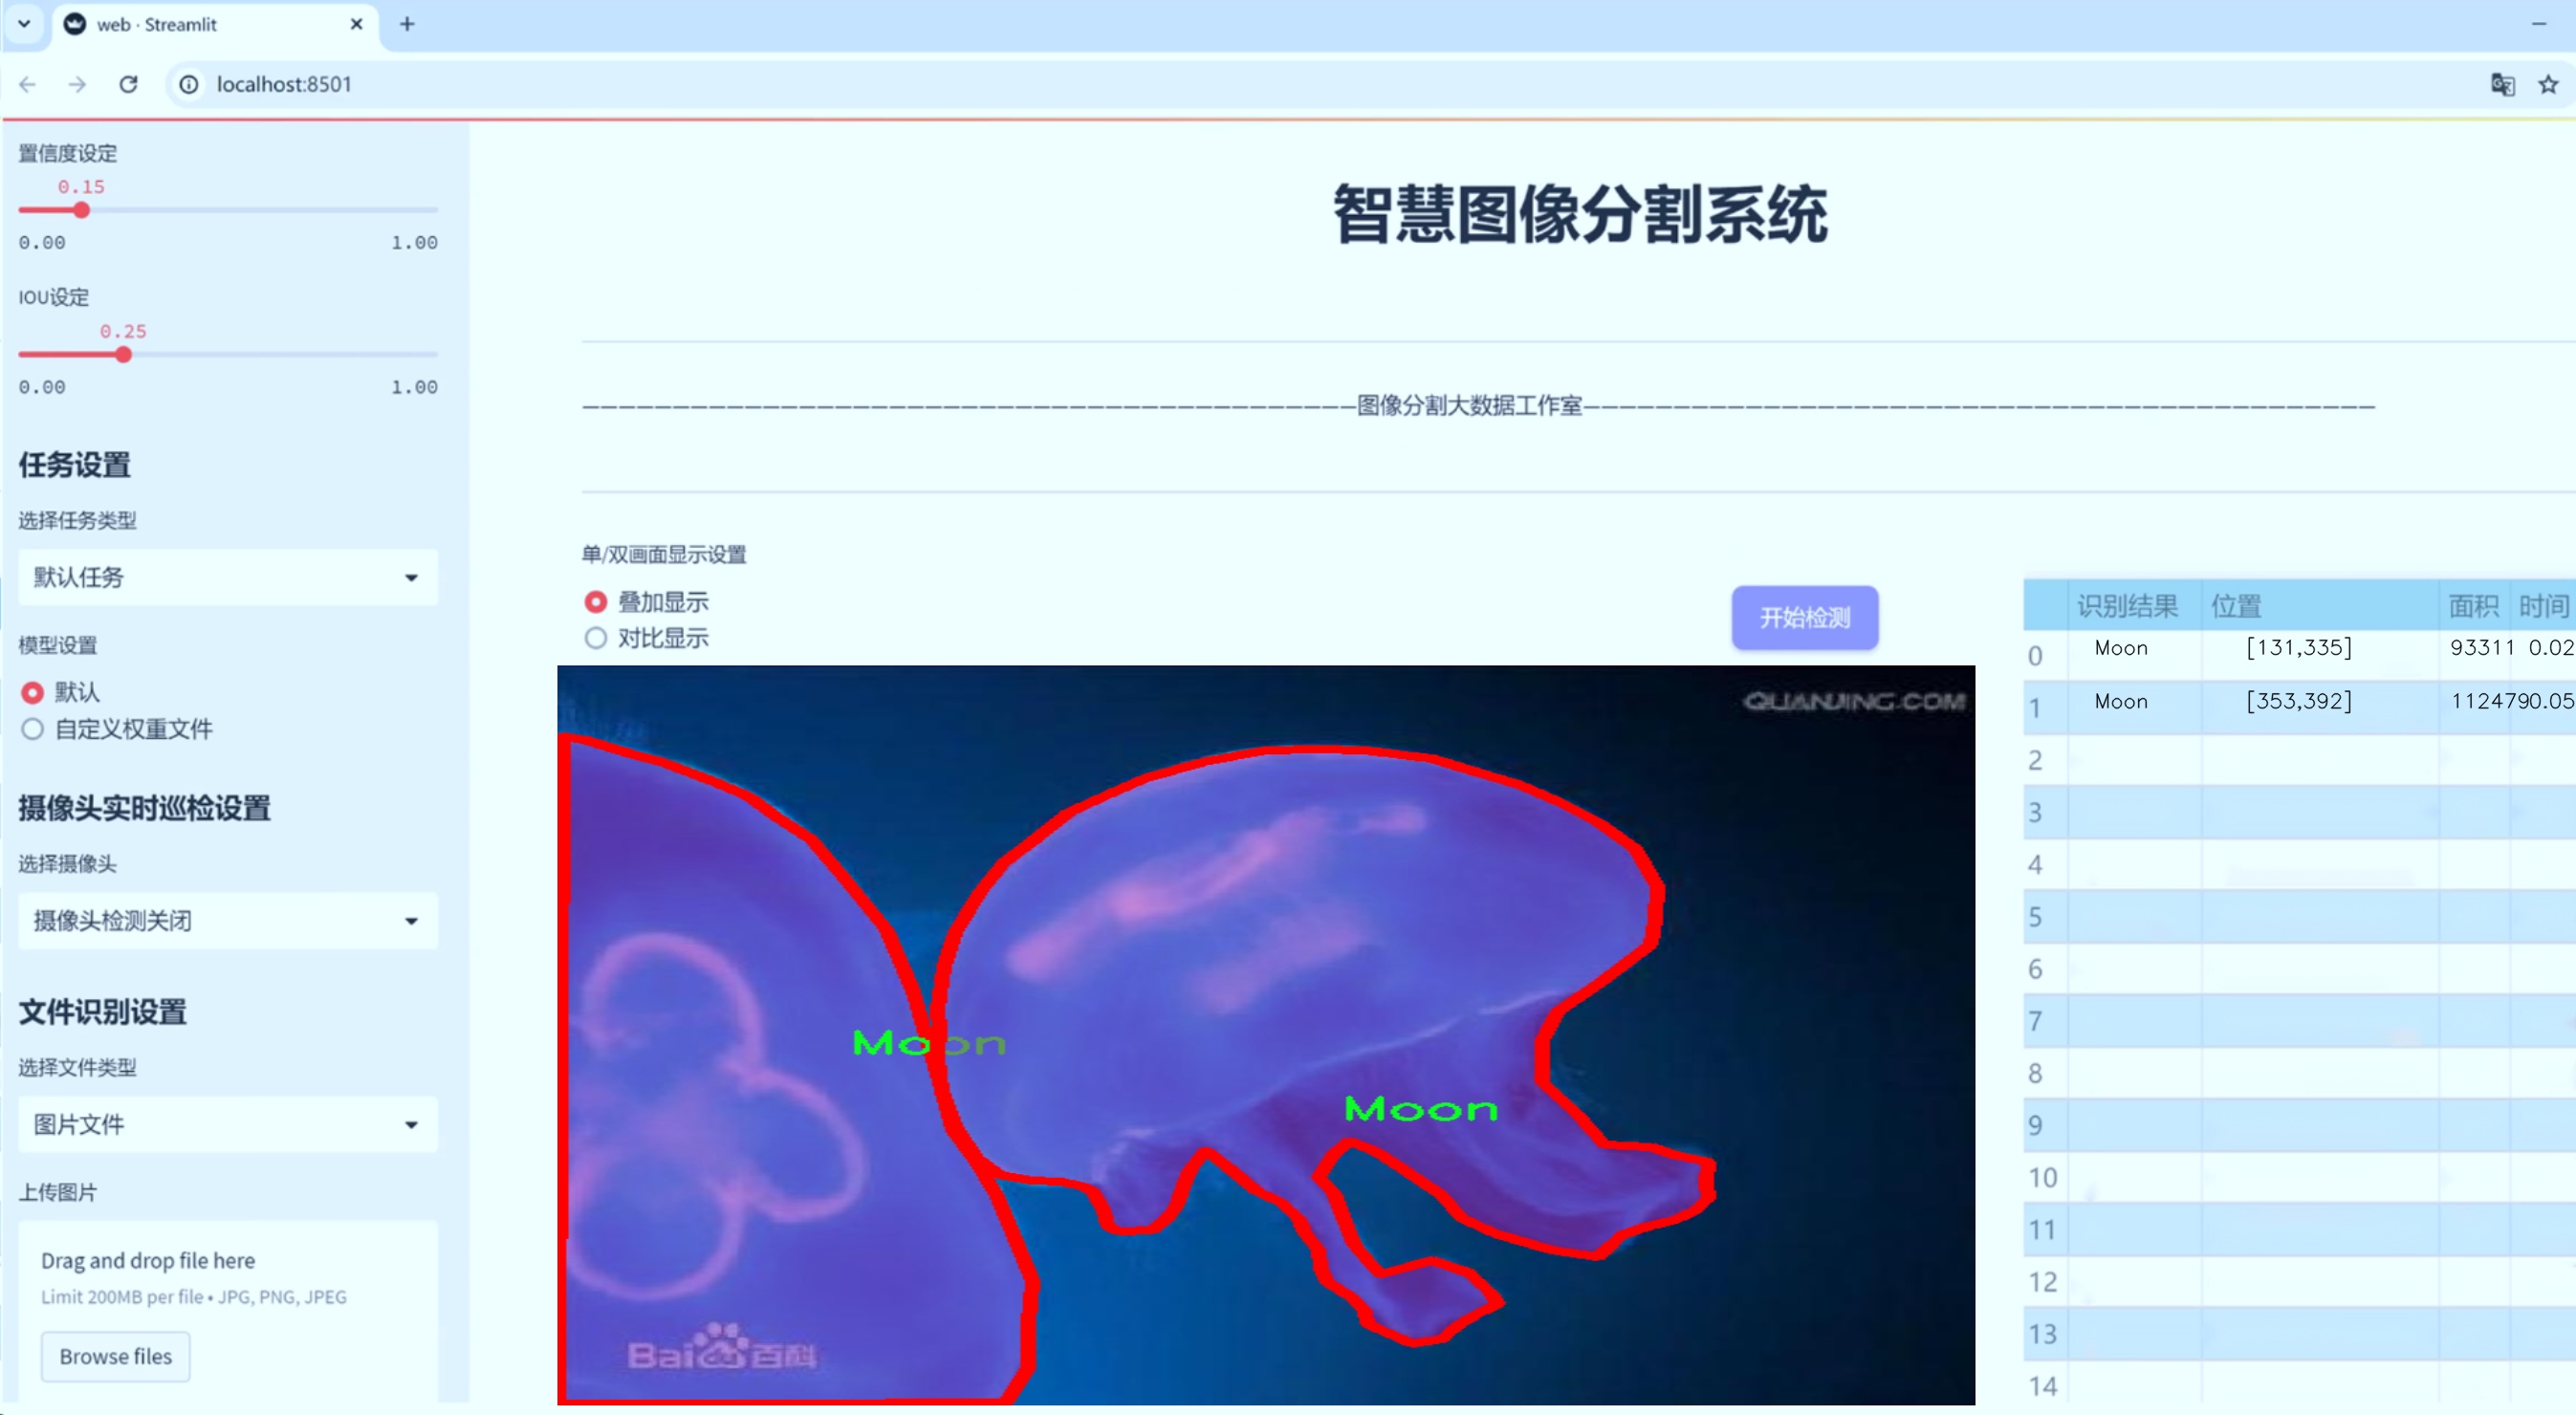 web · Streamlit
localhost:8501
置信度设定
0.15
0.00 1.00
IOU设定
0.25
0.00 1.00
任务设置
选择任务类型
默认任务
模型设置
默认
自定义权重文件
摄像头实时巡检设置
选择摄像头
摄像头检测关闭
文件识别设置
选择文件类型
图片文件
上传图片
Drag and drop file here
Limit 200MB per file • JPG, PNG, JPEG
Browse files
智慧图像分割系统
———————————————————————————————————————————图像分割大数据工作室————————————————————————————————————————————
单/双画面显示设置
叠加显示
对比显示
开始检测
QUANJING.COM
Moon
Moon
Bai 百科
识别结果 位置 面积 时间
0 Moon [131,335] 93311 0.02
1 Moon [353,392] 1124790.05
2
3
4
5
6
7
8
9
10
11
12
13
14